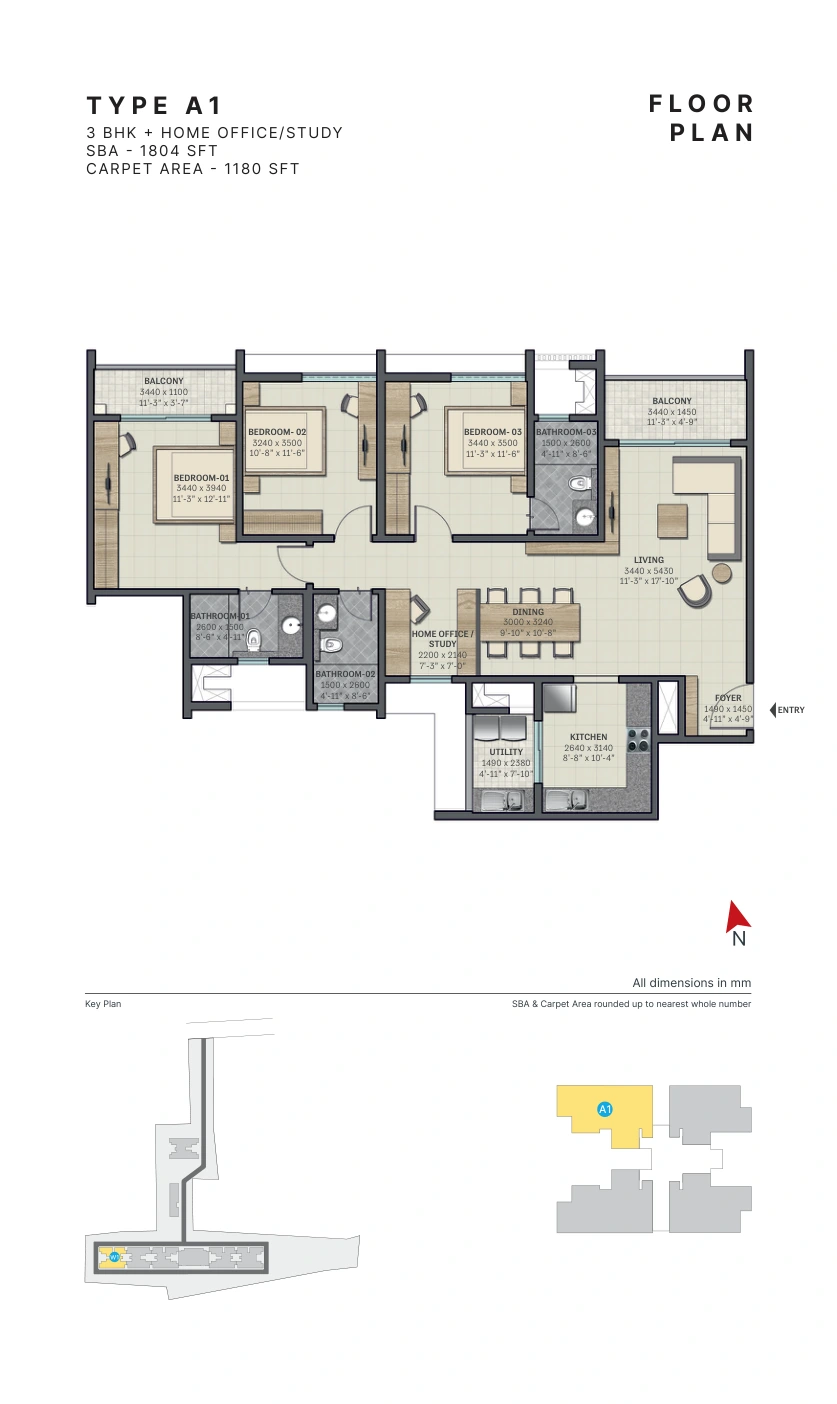 TYPE A1
3 BHK + HOME OFFICE/STUDY
SBA - 1804 SFT
CARPET AREA - 1180 SFT
FLOOR
PLAN
BALCONY
3440 x 1100
11'-3" x 3'-7"
BEDROOM- 02
3240 x 3500
10'-8" x 11'-6"
BEDROOM- 03
3440 x 3500
11'-3" x 11'-6"
BATHROOM-03
1500 x 2600
4'-11" x 8'-6"
BALCONY
3440 x 1450
11'-3" x 4'-9"
BEDROOM-01
3440 x 3940
11'-3" x 12'-11"
LIVING
3440 x 5430
11'-3" x 17'-10"
BATHROOM-01
2600 x 1500
8'-6" x 4'-11"
BATHROOM-02
1500 x 2600
4'-11" x 8'-6"
HOME OFFICE /
STUDY
2200 x 2140
7'-3" x 7'-0"
DINING
3000 x 3240
9'-10" x 10'-8"
FOYER
1490 x 1450
4'-11" x 4'-9"
ENTRY
UTILITY
1490 x 2380
4'-11" x 7'-10"
KITCHEN
2640 x 3140
8'-8" x 10'-4"
N
All dimensions in mm
Key Plan
SBA & Carpet Area rounded up to nearest whole number
A1